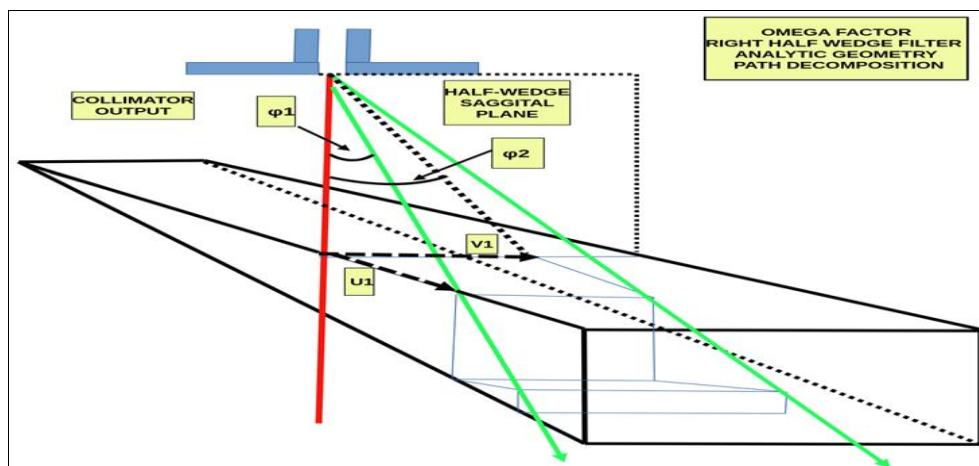 OMEGA FACTOR
RIGHT HALF WEDGE FILTER
ANALYTIC GEOMETRY
PATH DECOMPOSITION
COLLIMATOR
OUTPUT
HALF-WEDGE
SAGGITAL
PLANE
φ1
φ2
V1
U1